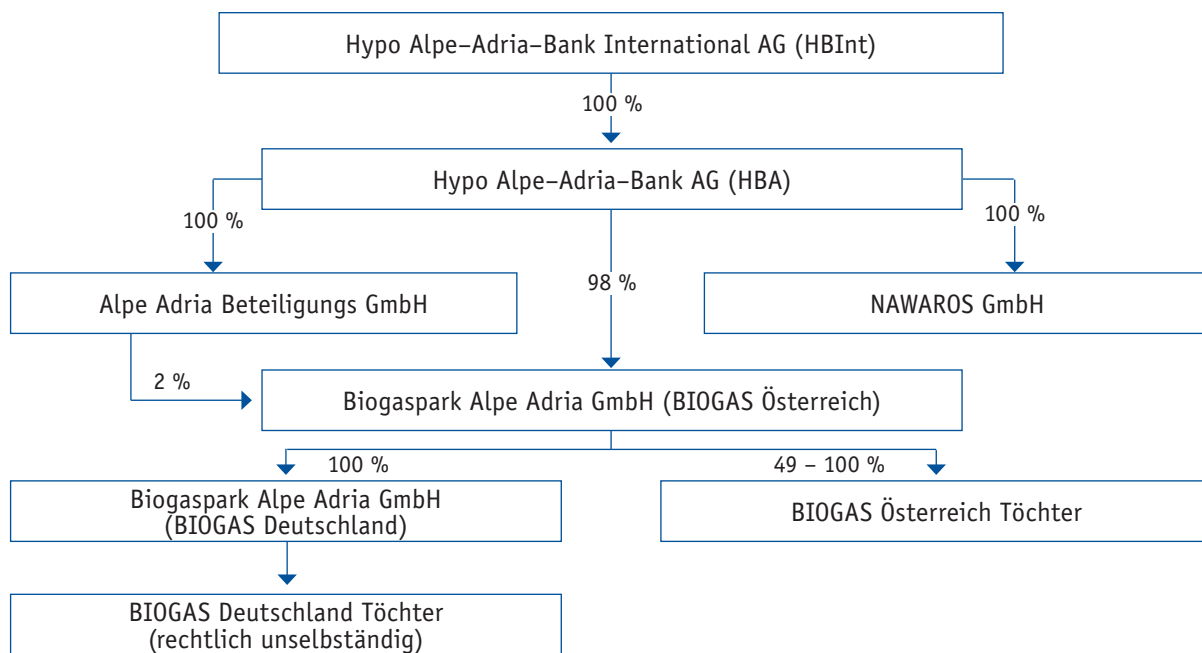 Hypo Alpe–Adria–Bank International AG (HBInt)
100 %
Hypo Alpe–Adria–Bank AG (HBA)
100 %
100 %
98 %
Alpe Adria Beteiligungs GmbH
NAWAROS GmbH
2 %
Biogaspark Alpe Adria GmbH (BIOGAS Österreich)
100 %
49 – 100 %
Biogaspark Alpe Adria GmbH
(BIOGAS Deutschland)
BIOGAS Österreich Töchter
BIOGAS Deutschland Töchter
(rechtlich unselbständig)